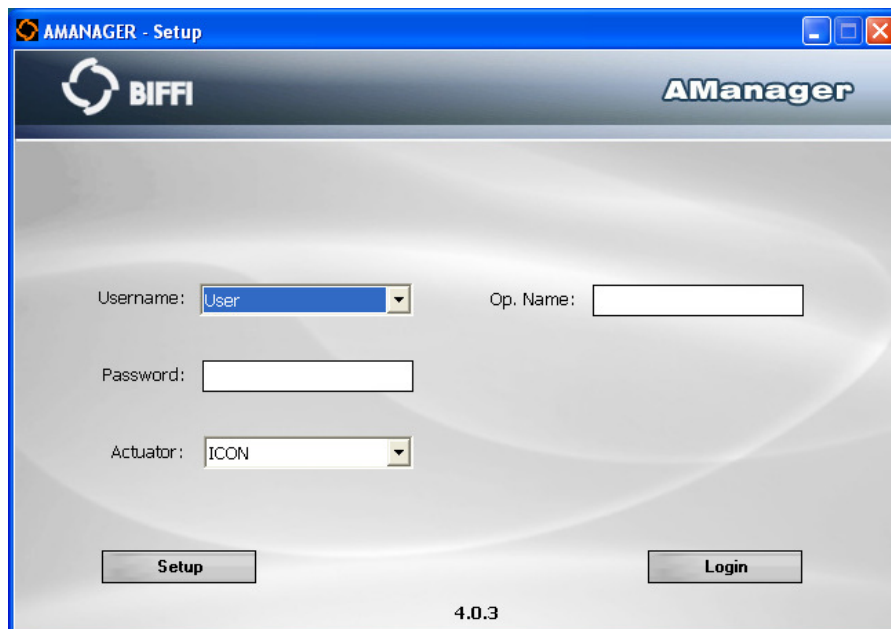 AMANAGER - Setup
BIFFI
AManager
Username: User
Op. Name:
Password:
Actuator: ICON
Setup
Login
4.0.3